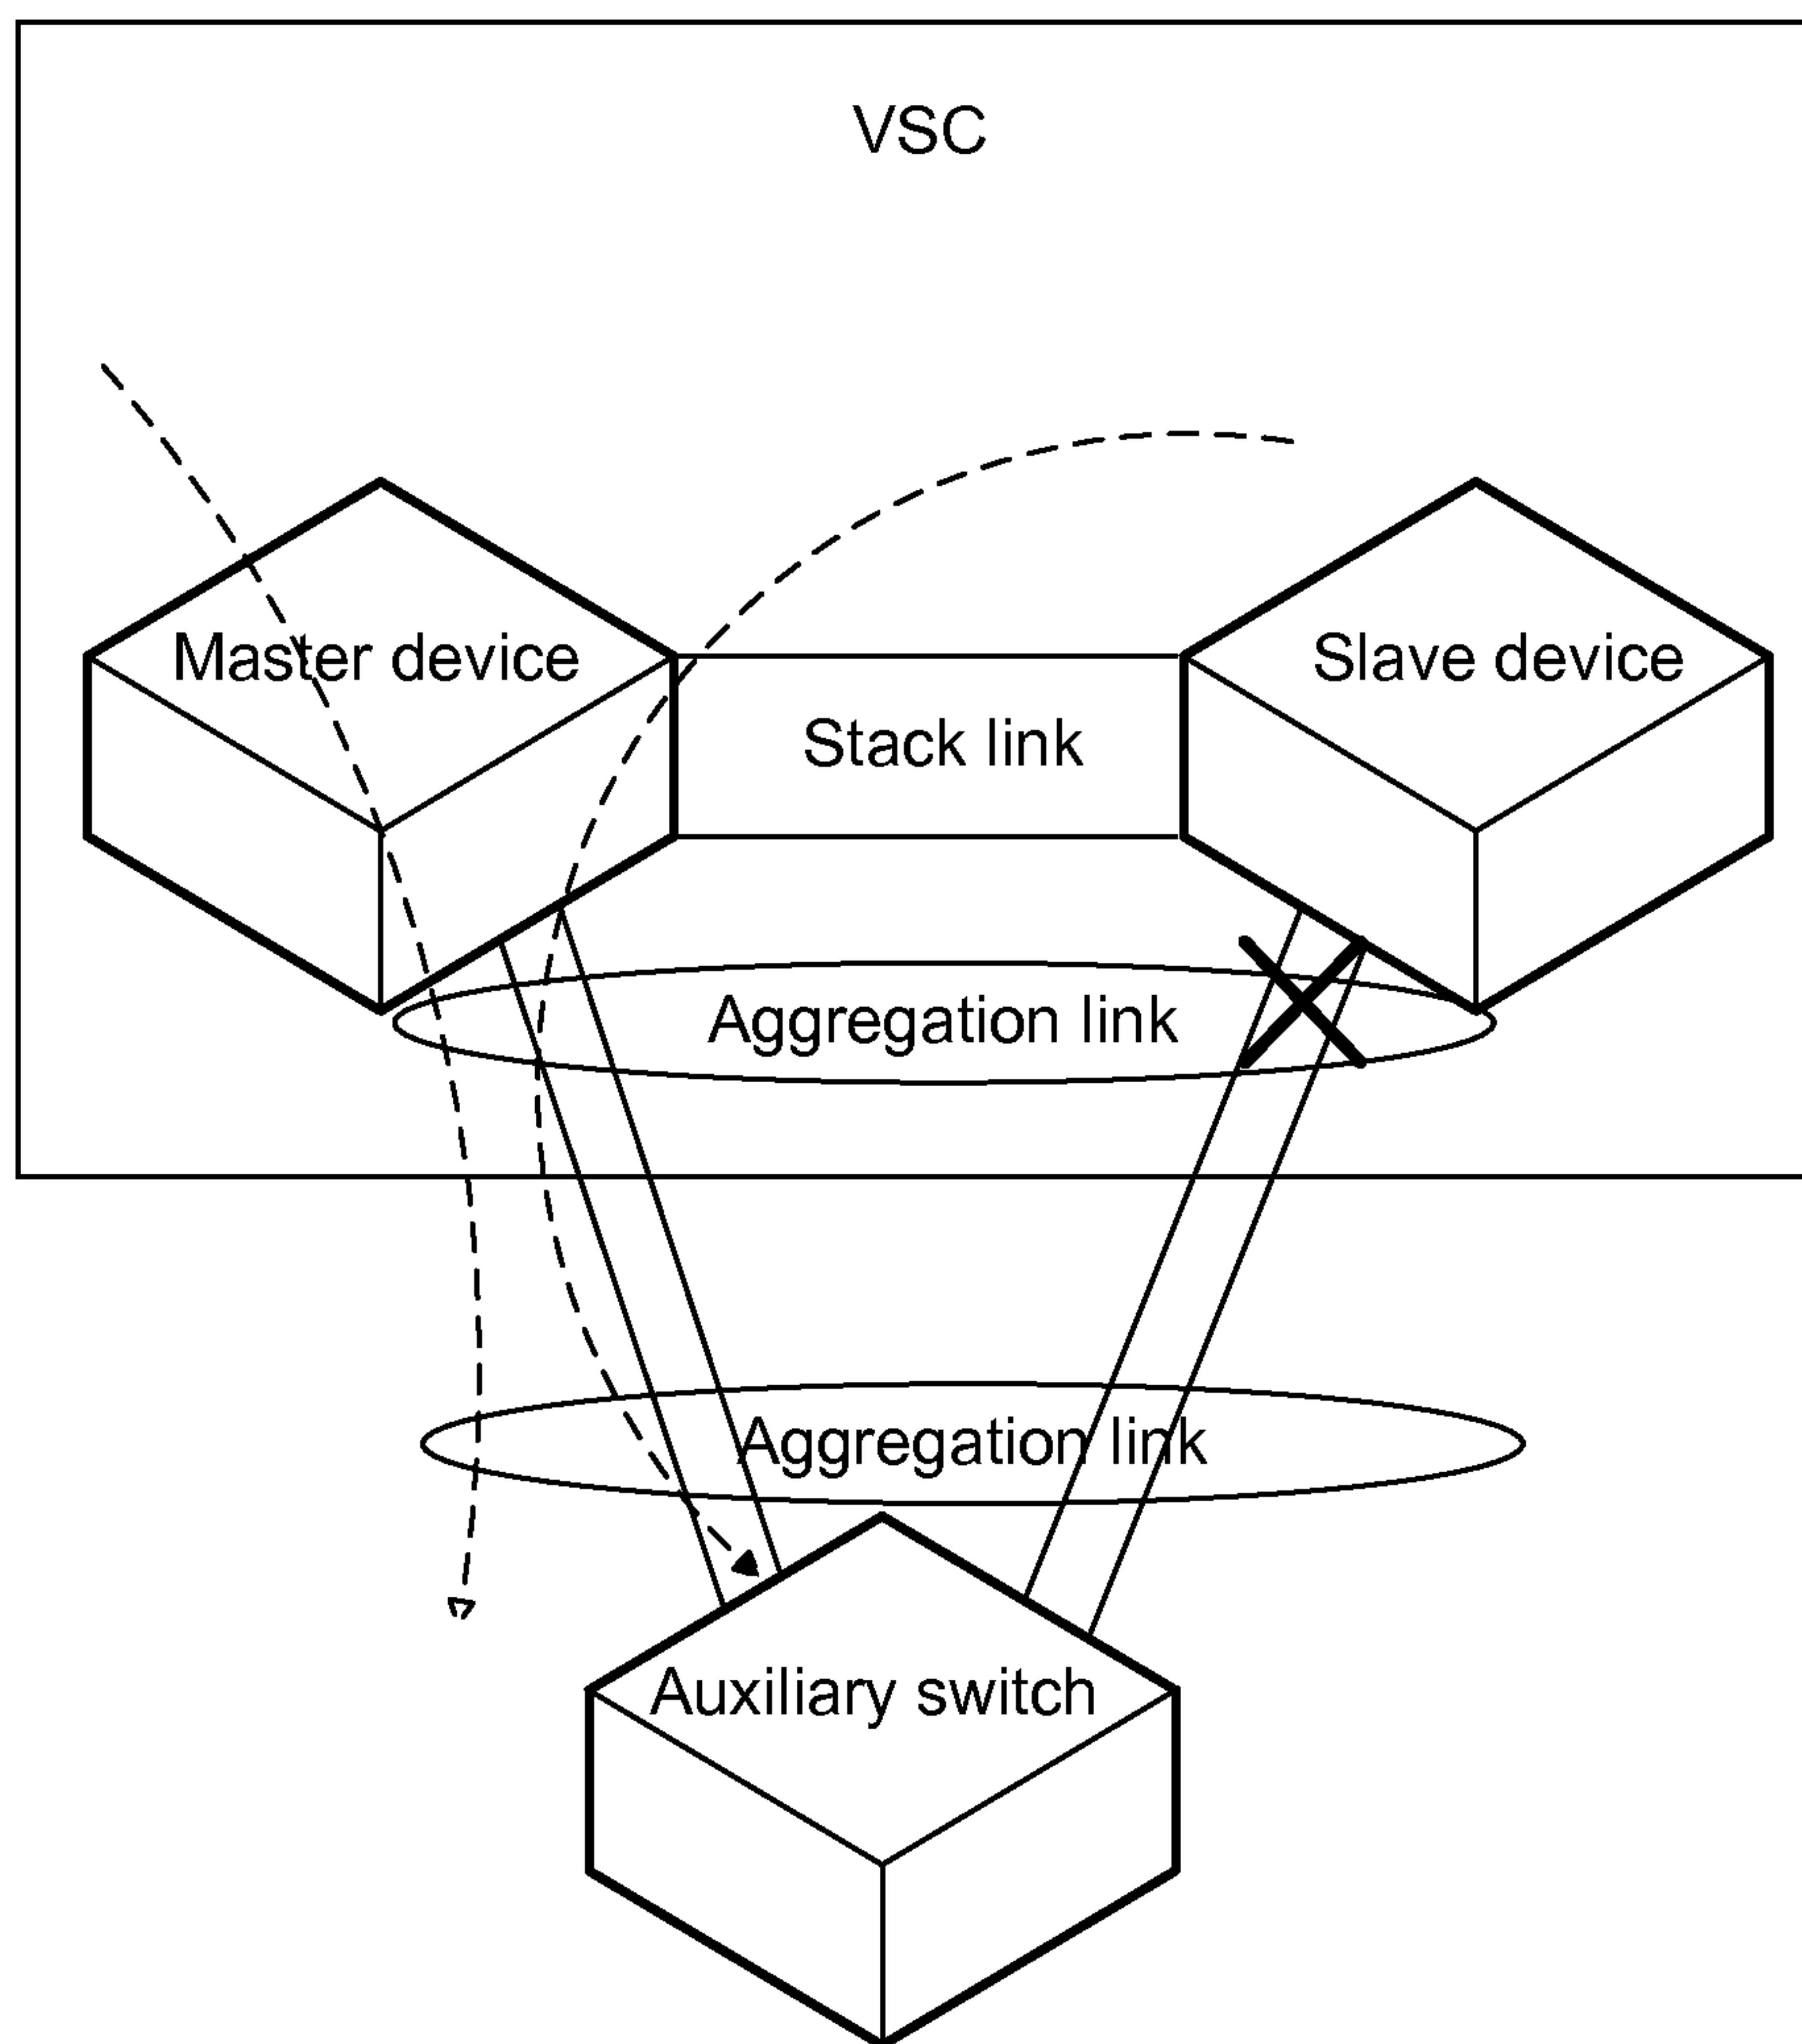 VSC
Master device
Slave device
Stack link
Aggregation link
Aggregation link
Auxiliary switch